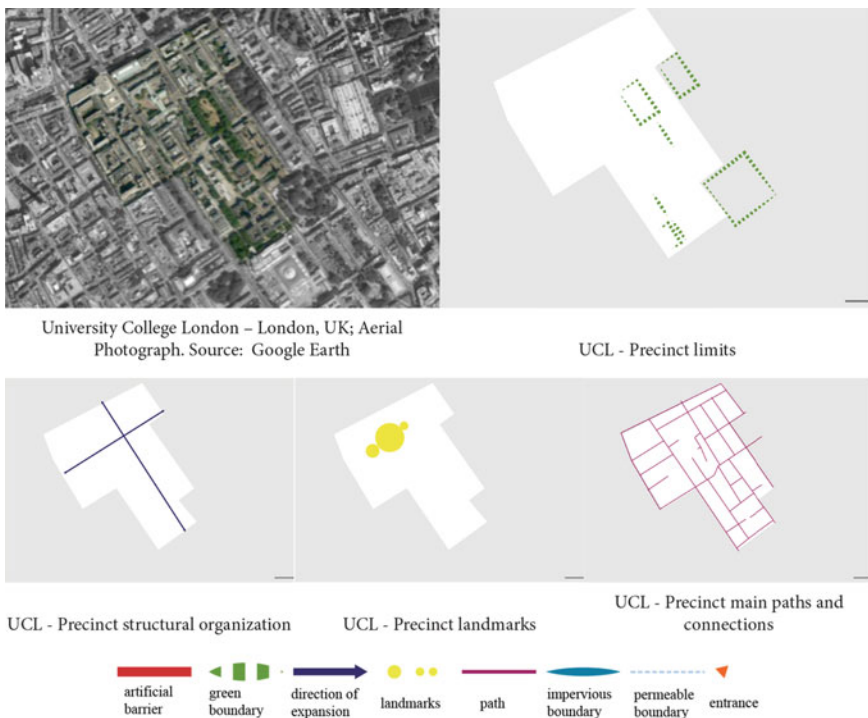 University College London – London, UK; Aerial
Photograph. Source: Google Earth
UCL - Precinct limits
UCL - Precinct structural organization
UCL - Precinct landmarks
UCL - Precinct main paths and
connections
artificial
barrier
green
boundary
direction of
expansion
landmarks
path
impervious
boundary
permeable
boundary
entrance